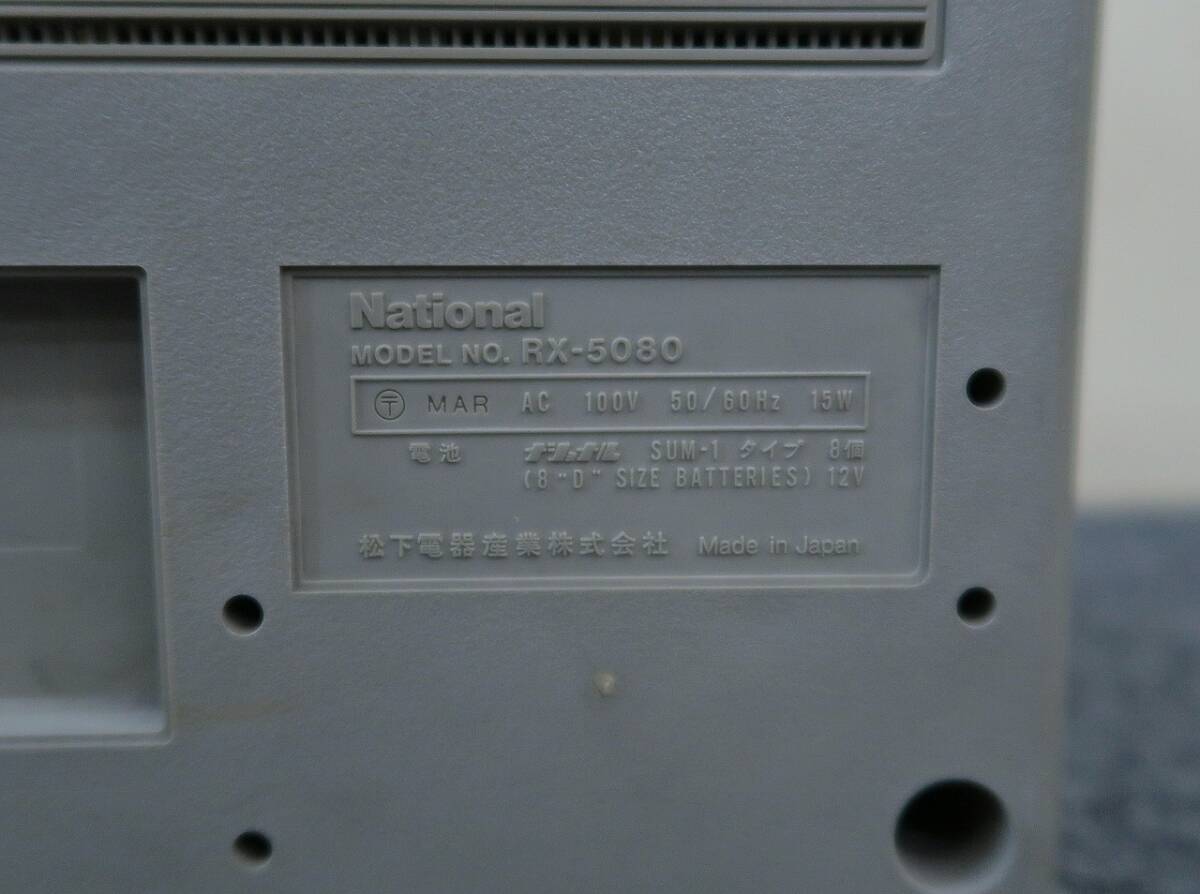 National
MODEL NO. RX-5080
〶 MAR AC 100V 50/60Hz 15W
電池 ナショナル SUM-1 タイプ 8個
(8 "D" SIZE BATTERIES) 12V
松下電器産業株式会社 Made in Japan